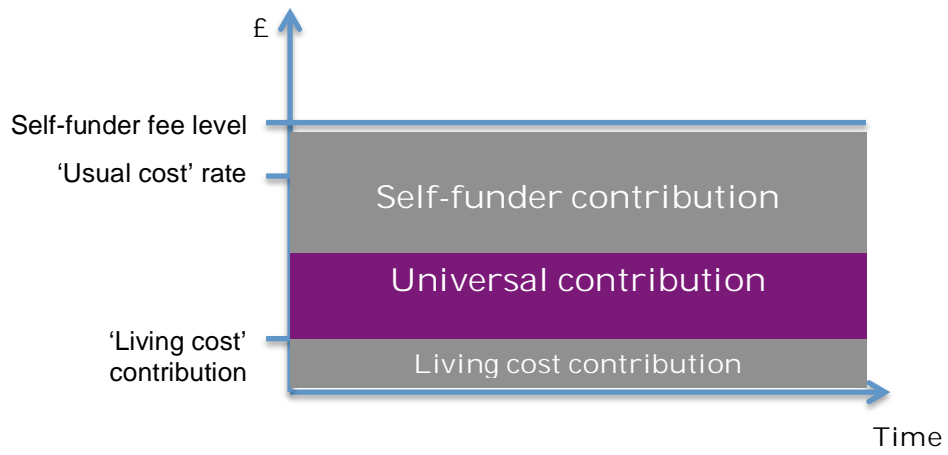 £
Self-funder fee level
‘Usual cost’ rate
Self-funder contribution
Universal contribution
‘Living cost’
contribution
Living cost contribution
Time